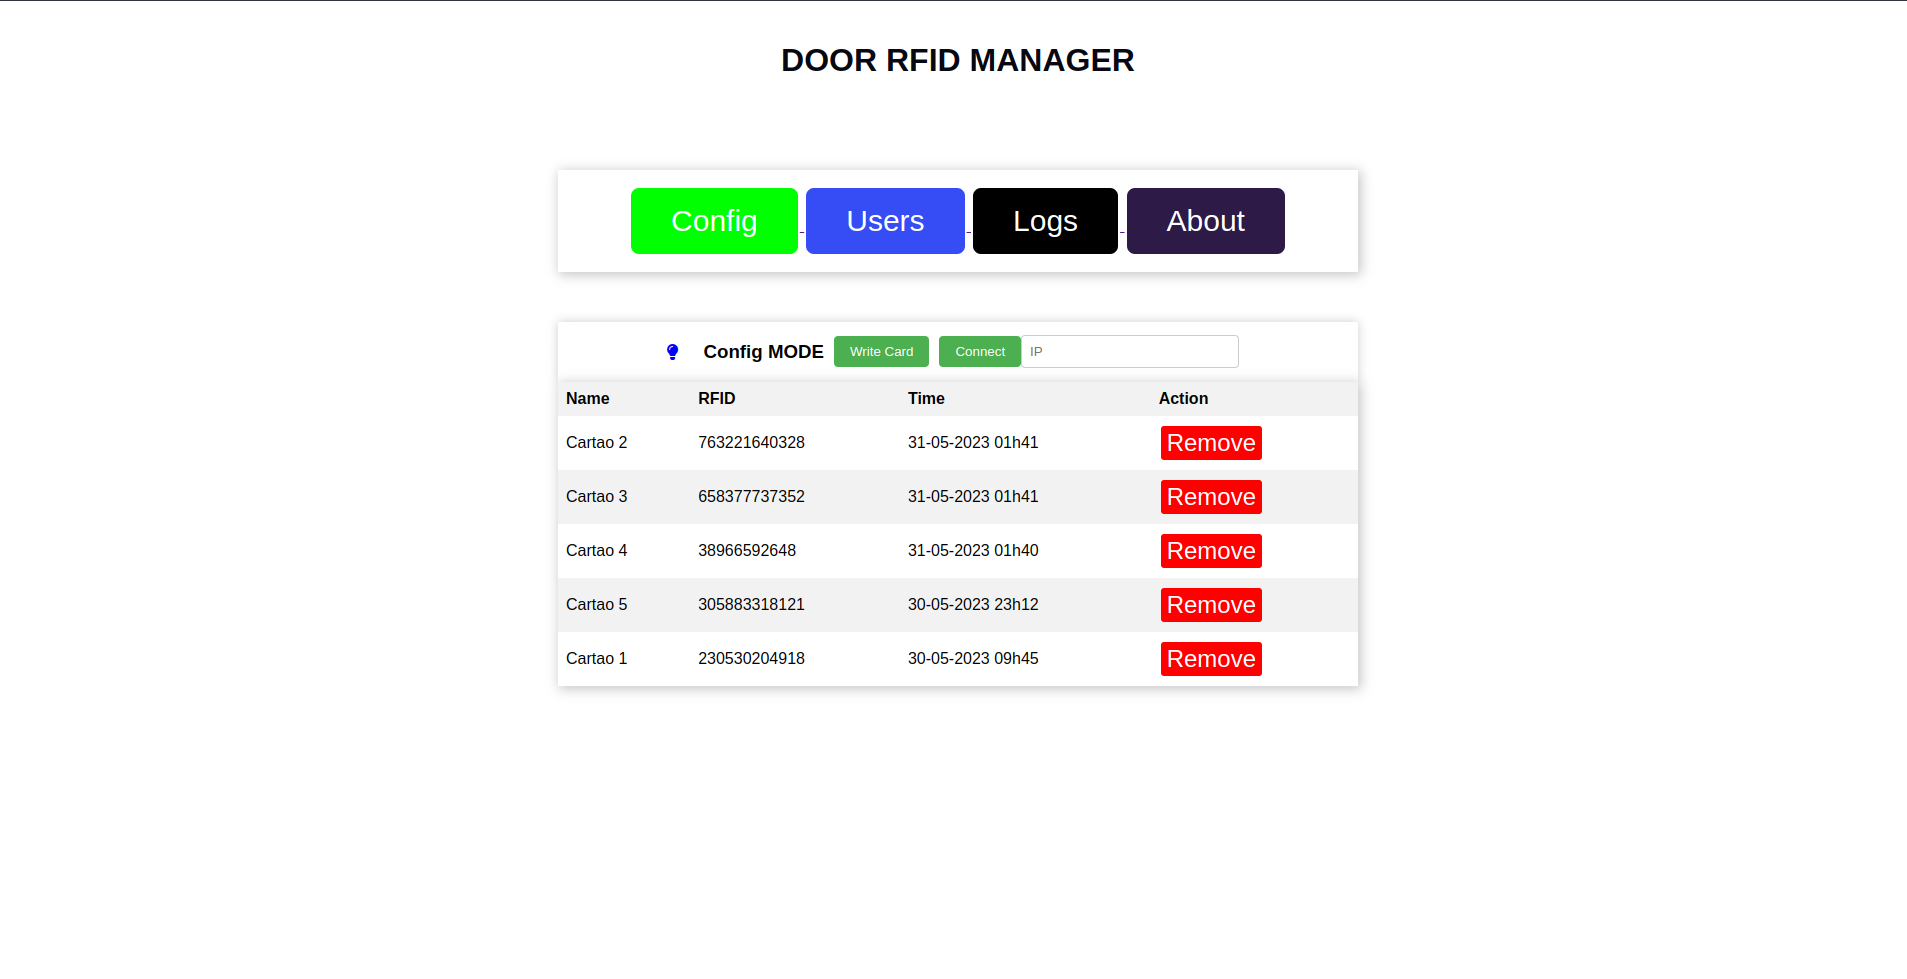 DOOR RFID MANAGER
Config Users Logs About
Config MODE Write Card Connect IP
Name RFID Time Action
Cartao 2 763221640328 31-05-2023 01h41 Remove
Cartao 3 658377737352 31-05-2023 01h41 Remove
Cartao 4 38966592648 31-05-2023 01h40 Remove
Cartao 5 305883318121 30-05-2023 23h12 Remove
Cartao 1 230530204918 30-05-2023 09h45 Remove